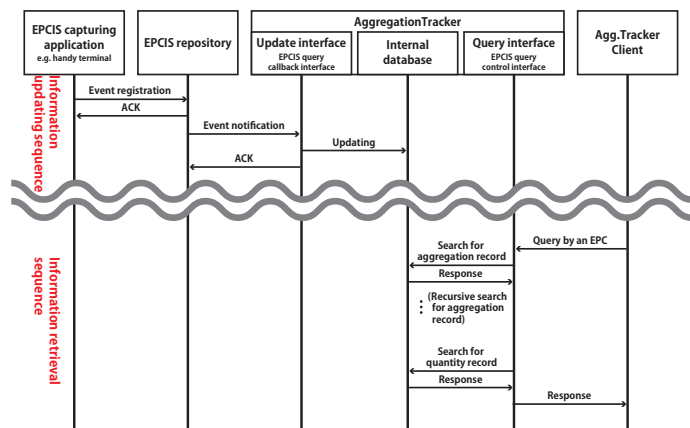 EPCIS capturing
application
e.g. handy terminal
EPCIS repository
AggregationTracker
Update interface
EPCIS query
callback interface
Internal
database
Query interface
EPCIS query
control interface
Agg.Tracker
Client
Information
updating sequence
Event registration
ACK
Event notification
Updating
ACK
Information retrieval
sequence
Query by an EPC
Search for
aggregation record
Response
(Recursive search
for aggregation
record)
Search for
quantity record
Response
Response